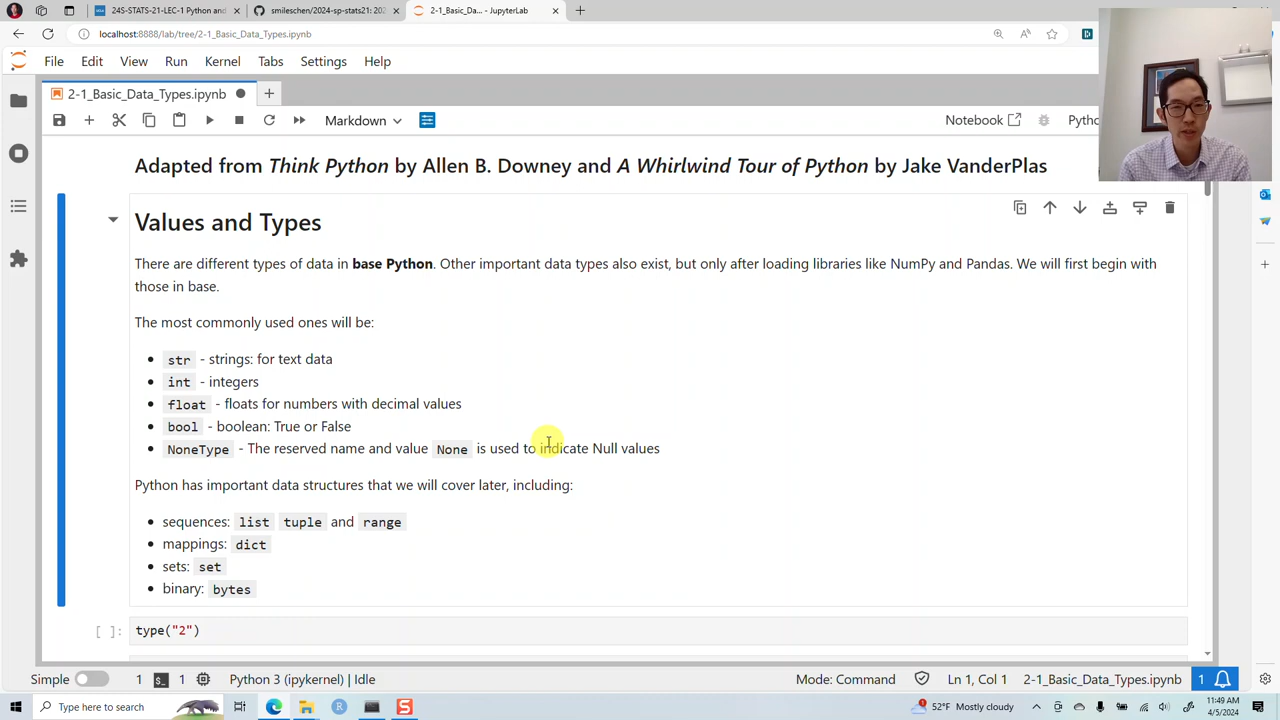 24S-STATS-21-LEC-1 Python and
smileschen/2024-sp-stats21: 202
2-1_Basic_Da... - JupyterLab
localhost:8888/lab/tree/2-1_Basic_Data_Types.ipynb
File Edit View Run Kernel Tabs Settings Help
2-1_Basic_Data_Types.ipynb
Markdown
Notebook
Pytho
Adapted from Think Python by Allen B. Downey and A Whirlwind Tour of Python by Jake VanderPlas
Values and Types
There are different types of data in base Python. Other important data types also exist, but only after loading libraries like NumPy and Pandas. We will first begin with
those in base.
The most commonly used ones will be:
• str - strings: for text data
• int - integers
• float - floats for numbers with decimal values
• bool - boolean: True or False
• NoneType - The reserved name and value None is used to indicate Null values
Python has important data structures that we will cover later, including:
• sequences: list tuple and range
• mappings: dict
• sets: set
• binary: bytes
[ ]: type("2")
Simple 1 $_ 1 Python 3 (ipykernel) | Idle Mode: Command Ln 1, Col 1 2-1_Basic_Data_Types.ipynb 1
Type here to search
52°F Mostly cloudy
11:49 AM
4/5/2024